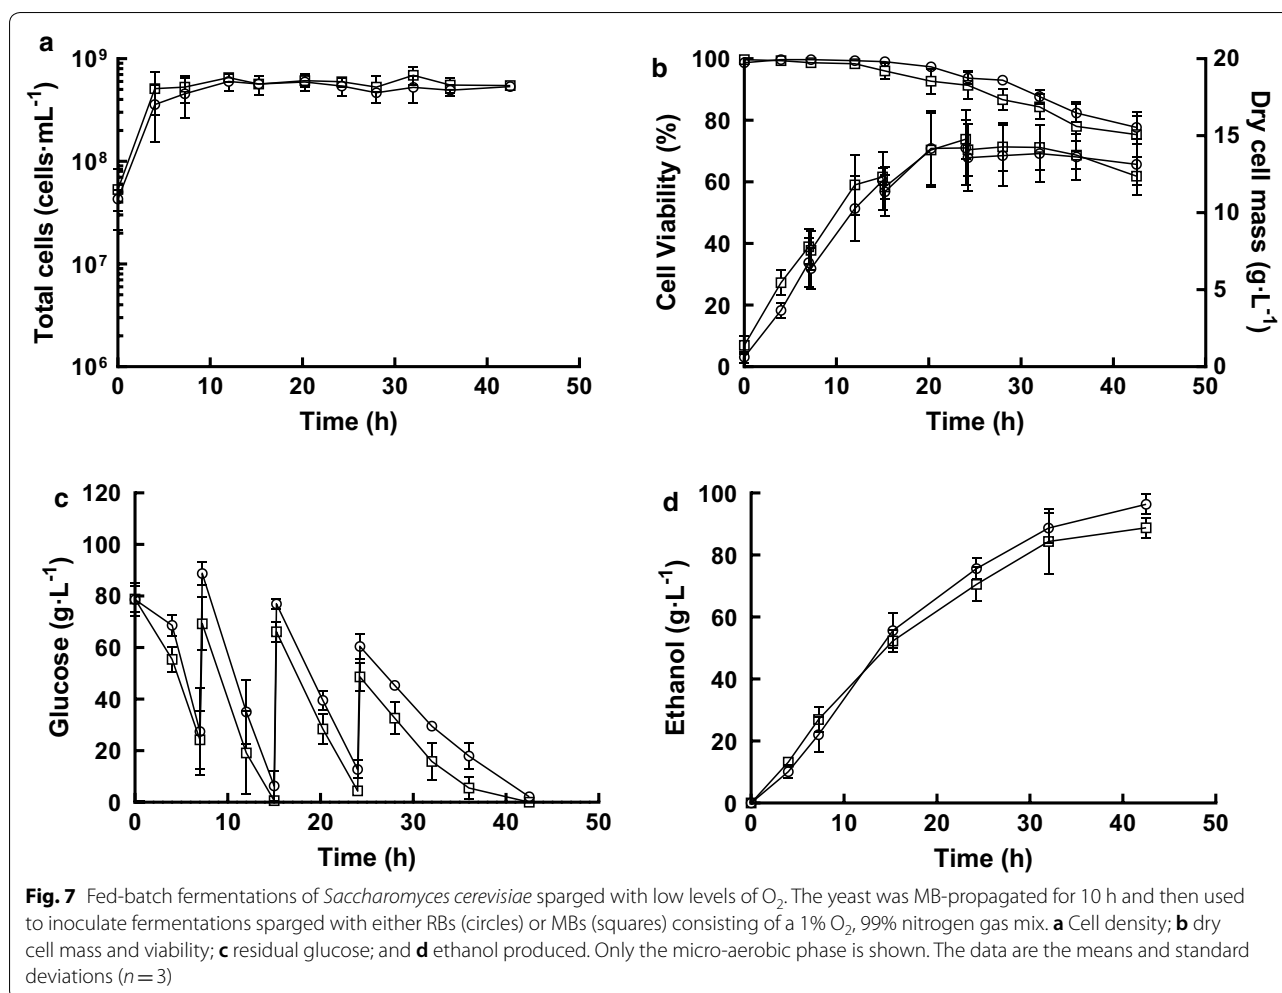 a
10⁹
10⁸
10⁷
10⁶
Total cells (cells·mL⁻¹)
0 10 20 30 40 50
Time (h)
b
100
80
60
40
20
0
Cell Viability (%)
20
15
10
5
0
Dry cell mass (g·L⁻¹)
0 10 20 30 40 50
Time (h)
c
120
100
80
60
40
20
0
Glucose (g·L⁻¹)
0 10 20 30 40 50
Time (h)
d
100
80
60
40
20
0
Ethanol (g·L⁻¹)
0 10 20 30 40 50
Time (h)
Fig. 7 Fed-batch fermentations of Saccharomyces cerevisiae sparged with low levels of O₂. The yeast was MB-propagated for 10 h and then used
to inoculate fermentations sparged with either RBs (circles) or MBs (squares) consisting of a 1% O₂, 99% nitrogen gas mix. a Cell density; b dry
cell mass and viability; c residual glucose; and d ethanol produced. Only the micro-aerobic phase is shown. The data are the means and standard
deviations (n = 3)